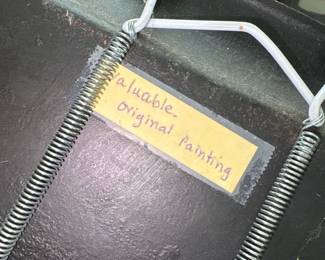 Valuable.
Original Painting